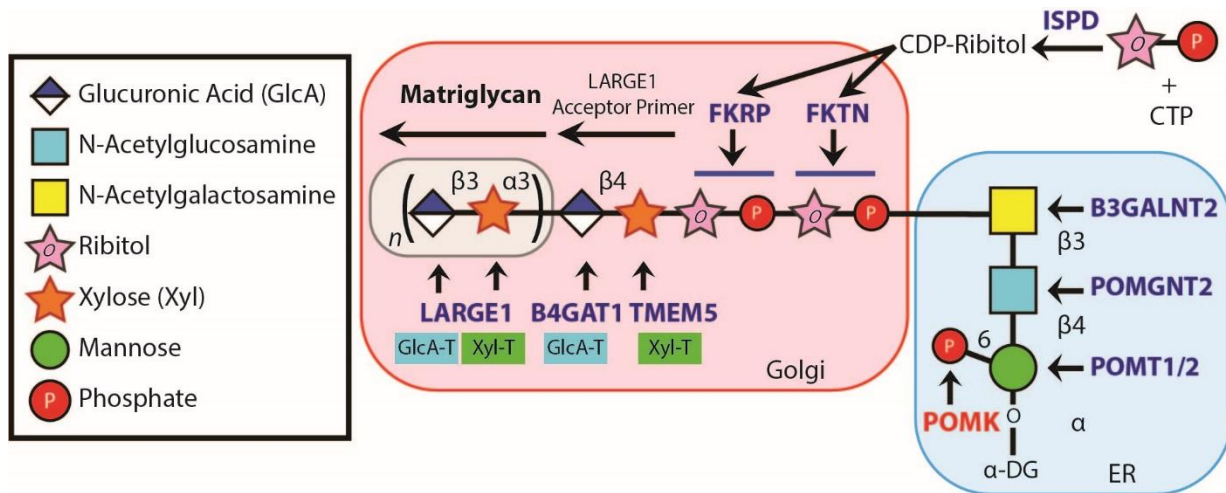 Glucuronic Acid (GlcA)
N-Acetylglucosamine
N-Acetylgalactosamine
Ribitol
Xylose (Xyl)
Mannose
P Phosphate
O
ISPD
CDP-Ribitol
O P
+
CTP
Matriglycan
LARGE1
Acceptor Primer
FKRP FKTN
β3 α3 β4
n ( ) O P O P
LARGE1 B4GAT1 TMEM5
GlcA-T Xyl-T GlcA-T Xyl-T
Golgi
B3GALNT2
β3
POMGNT2
β4
P 6
POMT1/2
POMK
O
α
α-DG
ER